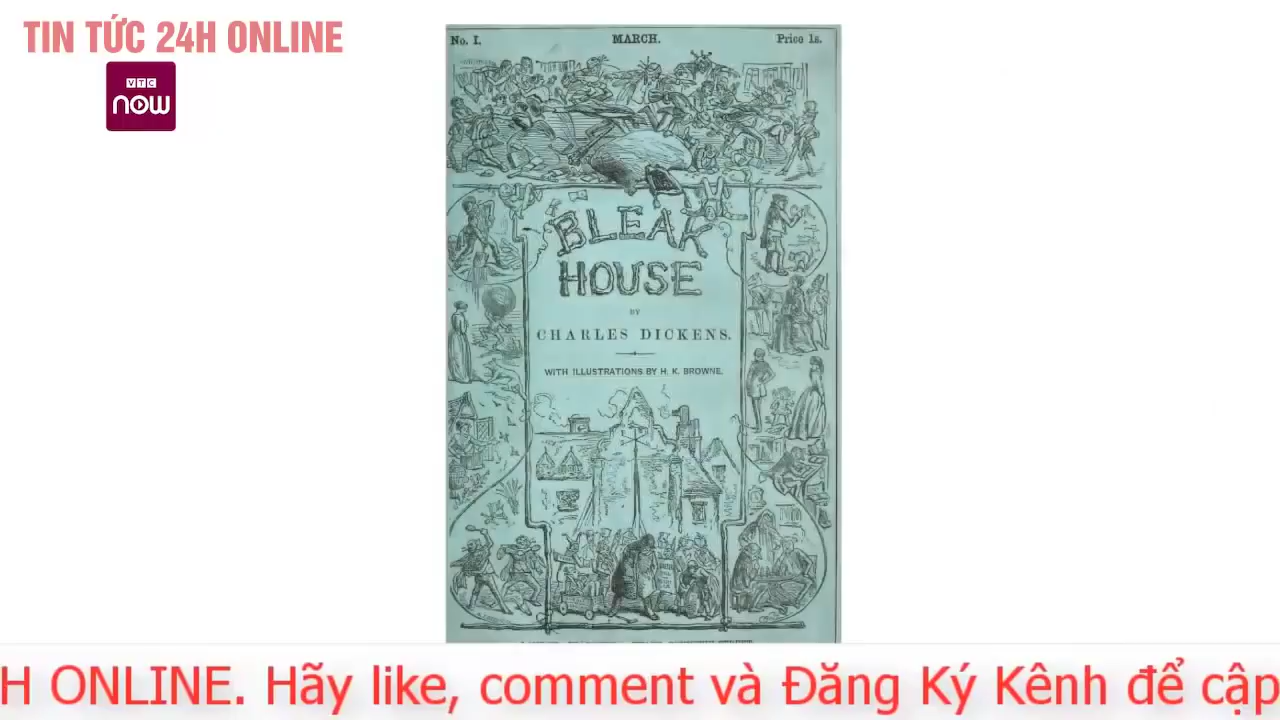 TIN TỨC 24H ONLINE
VTC
now
No. I.
MARCH.
Price 1s.
BLEAK
HOUSE
BY
CHARLES DICKENS.
WITH ILLUSTRATIONS BY H. K. BROWNE.
H ONLINE. Hãy like, comment và Đăng Ký Kênh để cập